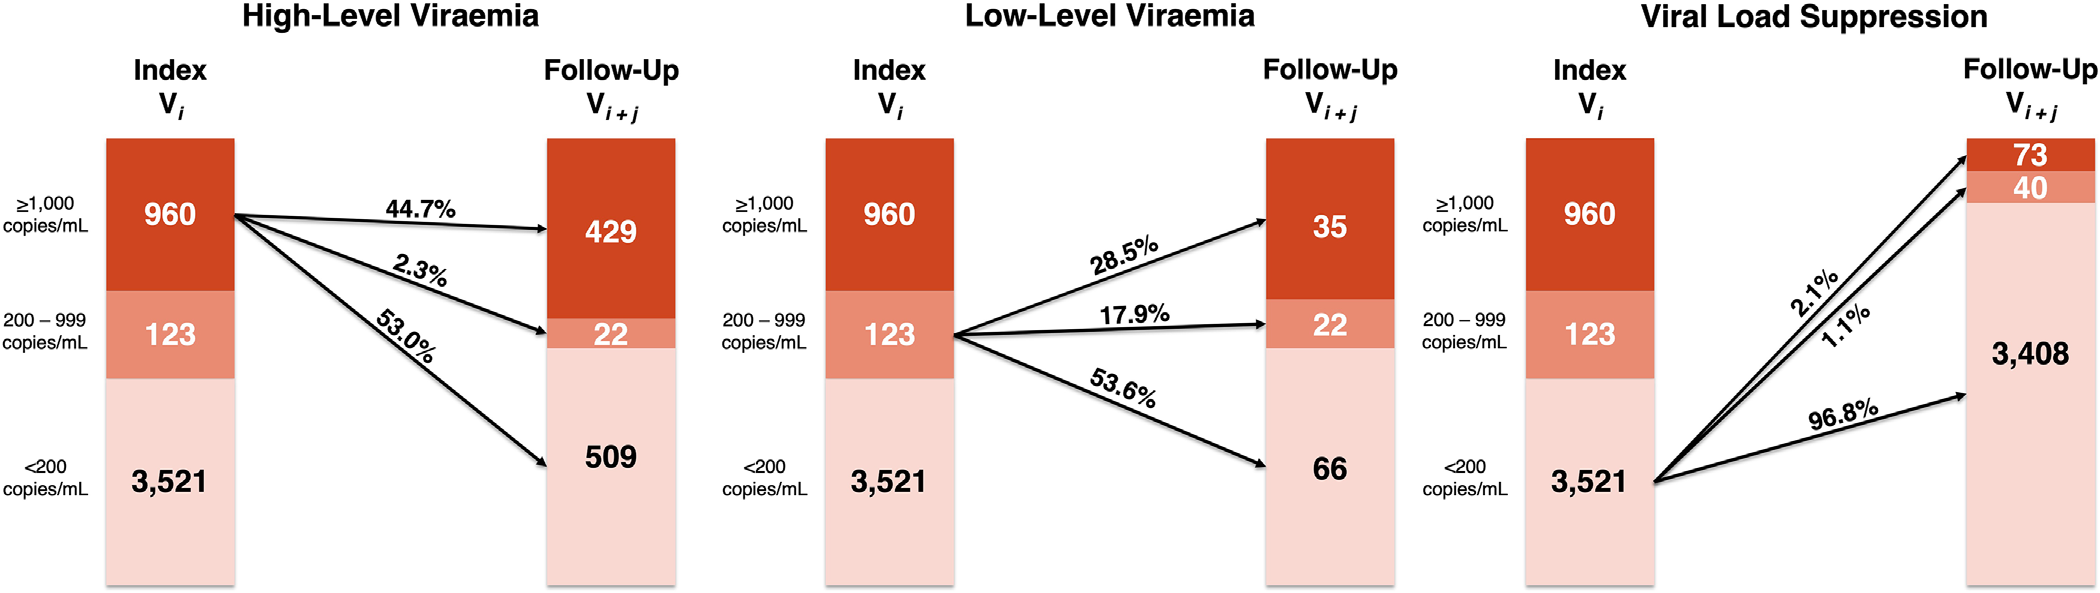 High-Level Viraemia
Index
Vi
Follow-Up
Vi + j
≥1,000
copies/mL
960
44.7%
429
2.3%
200 – 999
copies/mL
123
53.0%
22
<200
copies/mL
3,521
509
Low-Level Viraemia
Index
Vi
Follow-Up
Vi + j
≥1,000
copies/mL
960
28.5%
35
200 – 999
copies/mL
123
17.9%
22
53.6%
<200
copies/mL
3,521
66
Viral Load Suppression
Index
Vi
Follow-Up
Vi + j
≥1,000
copies/mL
960
73
40
2.1%
200 – 999
copies/mL
123
1.1%
3,408
96.8%
<200
copies/mL
3,521